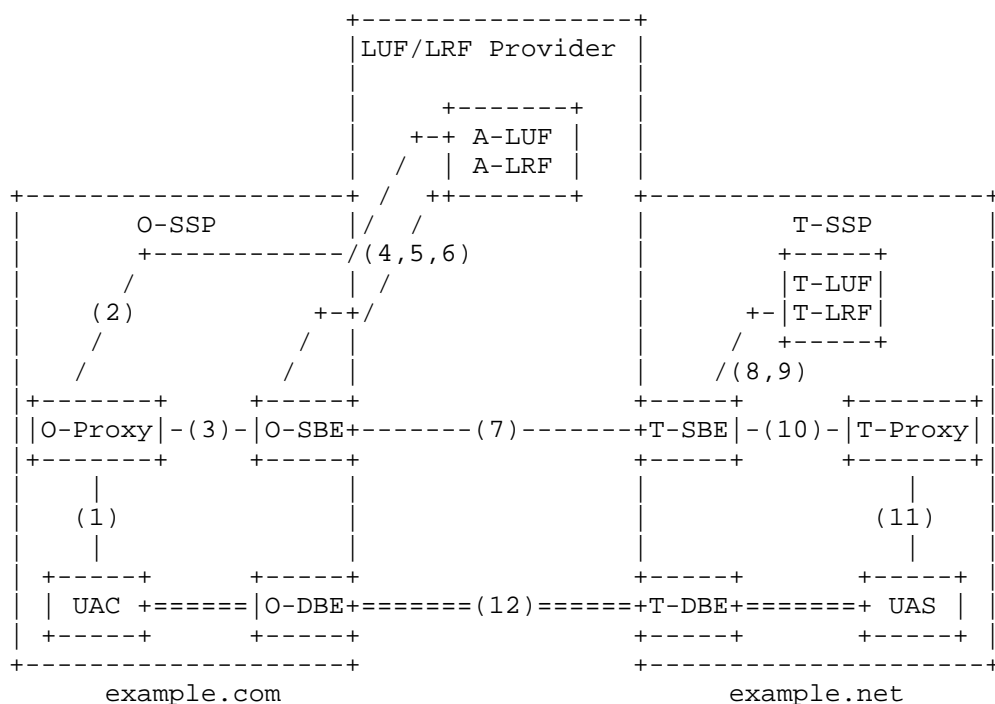 LUF/LRF Provider
A-LUF
A-LRF
O-SSP T-SSP
(4,5,6)
T-LUF
(2) T-LRF
(8,9)
O-Proxy -(3)- O-SBE (7) T-SBE -(10)- T-Proxy
(1) (11)
UAC O-DBE (12) T-DBE UAS
example.com example.net